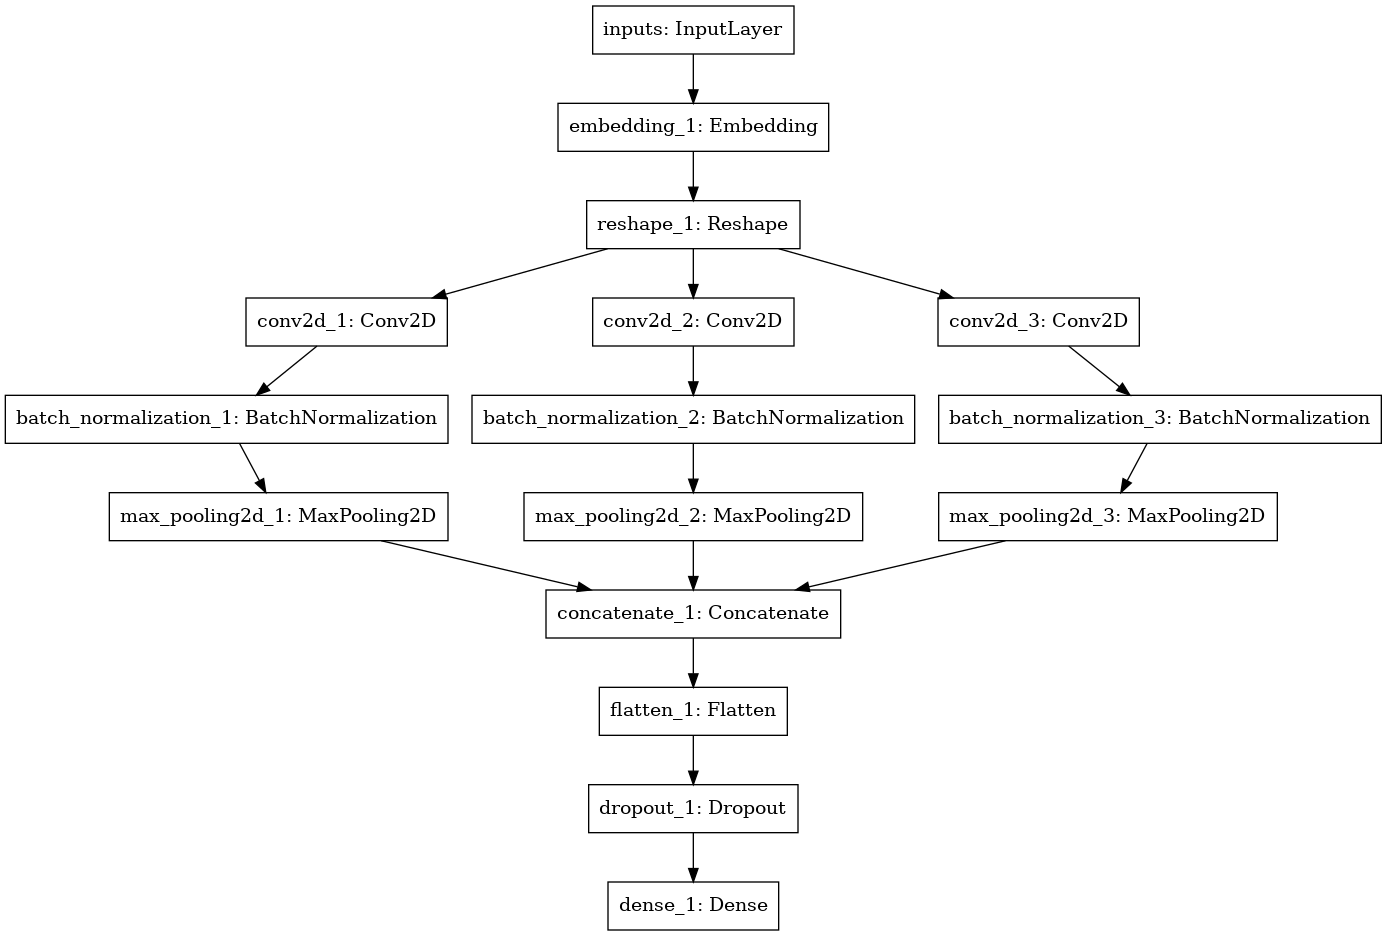 inputs: InputLayer
embedding_1: Embedding
reshape_1: Reshape
conv2d_1: Conv2D
conv2d_2: Conv2D
conv2d_3: Conv2D
batch_normalization_1: BatchNormalization
batch_normalization_2: BatchNormalization
batch_normalization_3: BatchNormalization
max_pooling2d_1: MaxPooling2D
max_pooling2d_2: MaxPooling2D
max_pooling2d_3: MaxPooling2D
concatenate_1: Concatenate
flatten_1: Flatten
dropout_1: Dropout
dense_1: Dense